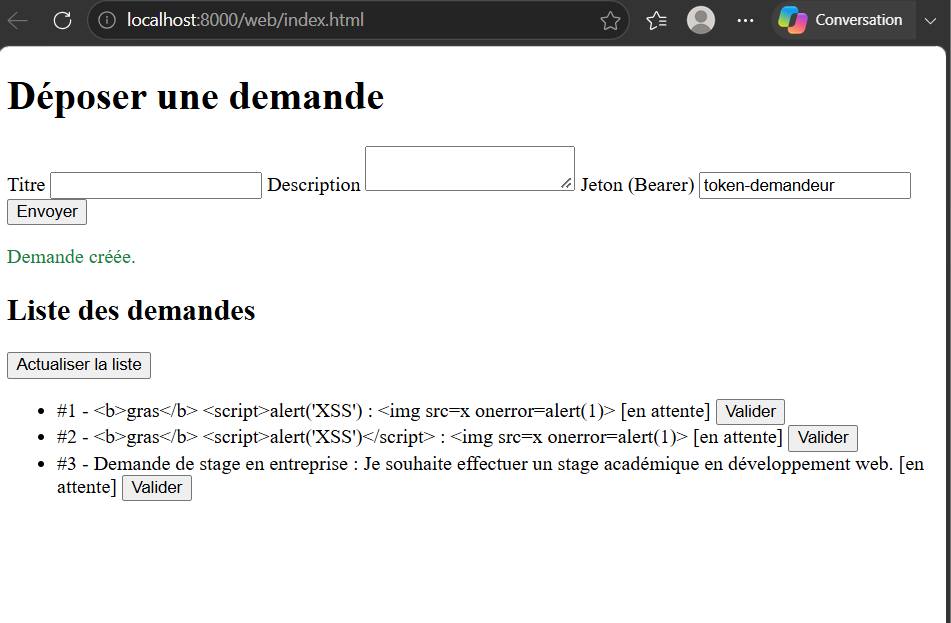 localhost:8000/web/index.html
Conversation
Déposer une demande
Titre Description Jeton (Bearer) token-demandeur
Envoyer
Demande créée.
Liste des demandes
Actualiser la liste
#1 - <b>gras</b> <script>alert('XSS') : <img src=x onerror=alert(1)> [en attente] Valider
#2 - <b>gras</b> <script>alert('XSS')</script> : <img src=x onerror=alert(1)> [en attente] Valider
#3 - Demande de stage en entreprise : Je souhaite effectuer un stage académique en développement web. [en
attente] Valider